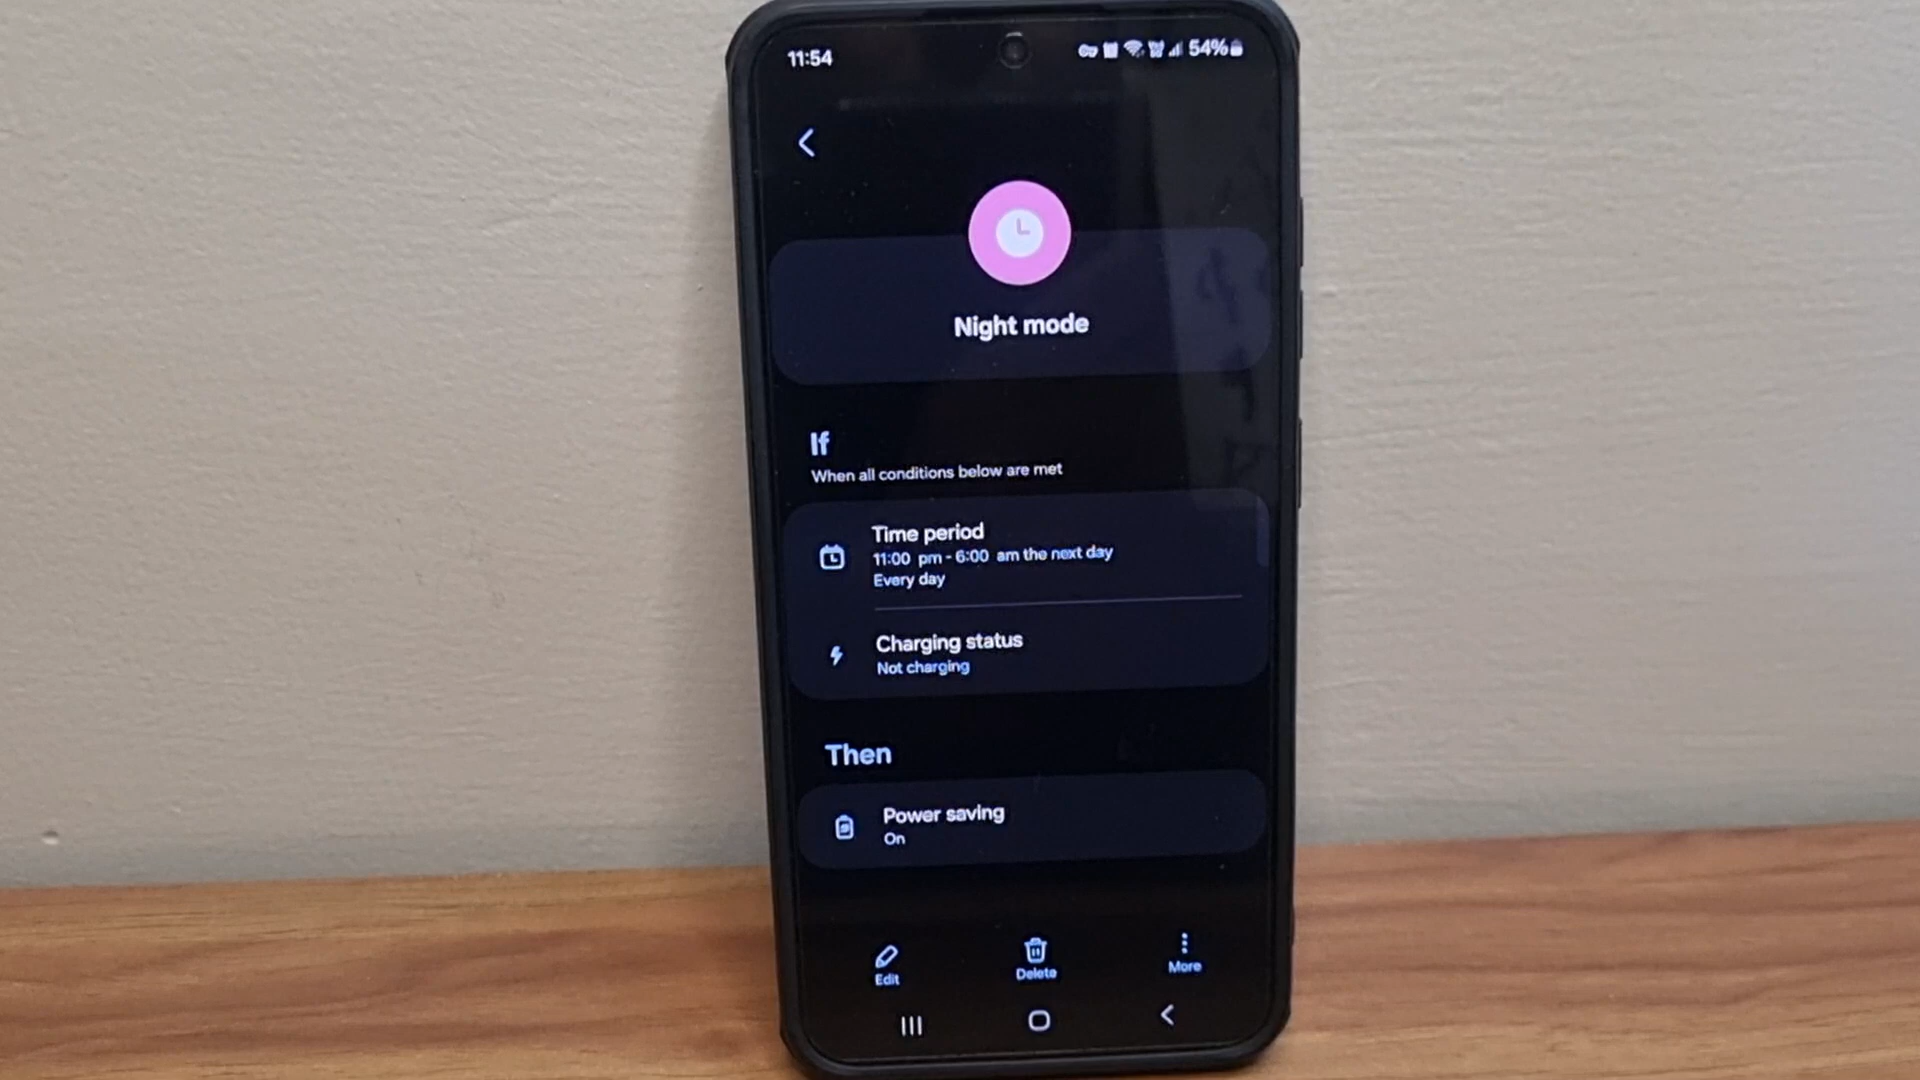 11:54
54%
Night mode
If
When all conditions below are met
Time period
11:00 pm - 6:00 am the next day
Every day
Charging status
Not charging
Then
Power saving
On
Edit
Delete
More